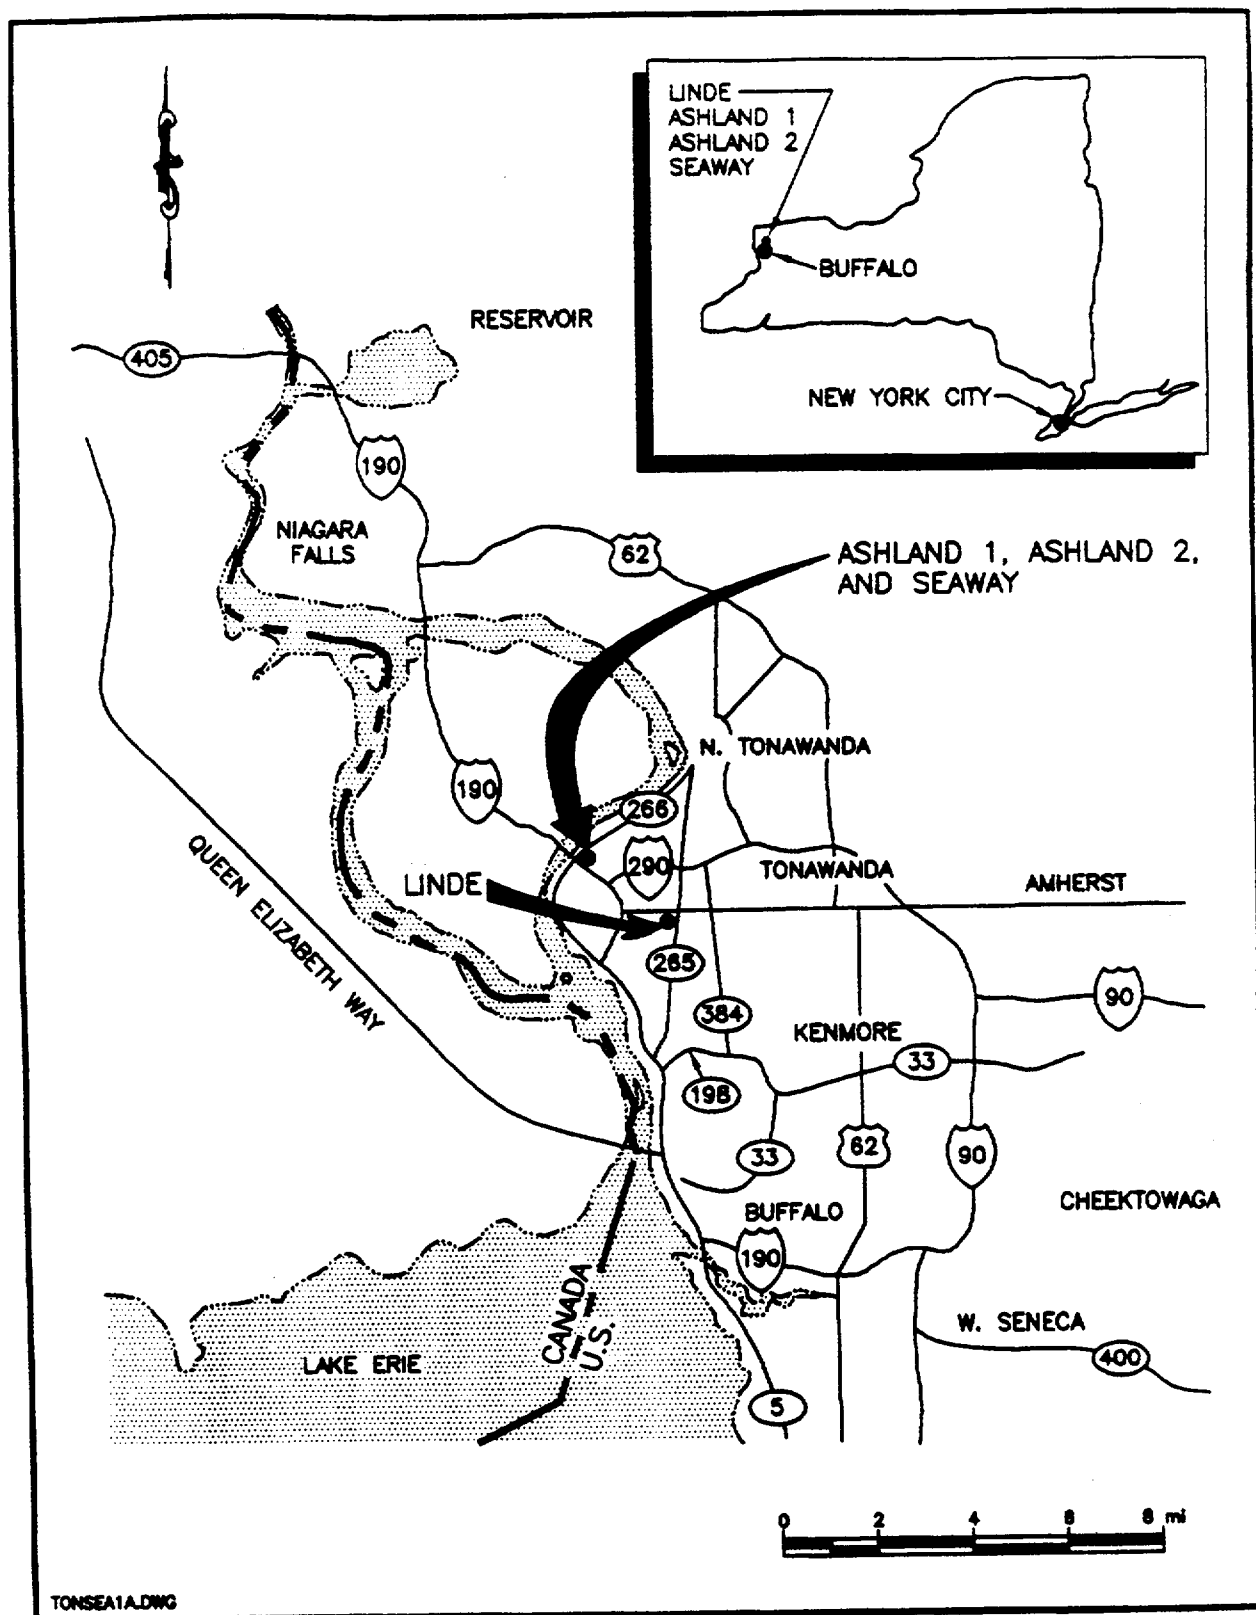 LINDE
ASHLAND 1
ASHLAND 2
SEAWAY
BUFFALO
NEW YORK CITY
RESERVOIR
405
190
NIAGARA
FALLS
62
ASHLAND 1, ASHLAND 2,
AND SEAWAY
N. TONAWANDA
190
266
290
TONAWANDA
QUEEN ELIZABETH WAY
LINDE
AMHERST
265
384
90
KENMORE
33
198
33
62
90
CHEEKTOWAGA
BUFFALO
190
CANADA
U.S.
W. SENECA
LAKE ERIE
400
5
0 2 4 6 8 mi
TONSEA1A.DWG